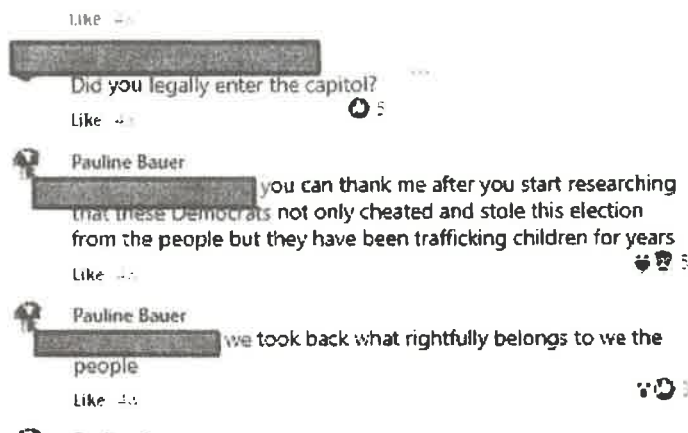 Like
Did you legally enter the capitol?
Like
5
Pauline Bauer
you can thank me after you start researching
that these Democrats not only cheated and stole this election
from the people but they have been trafficking children for years
Like
5
Pauline Bauer
we took back what rightfully belongs to we the
people
Like